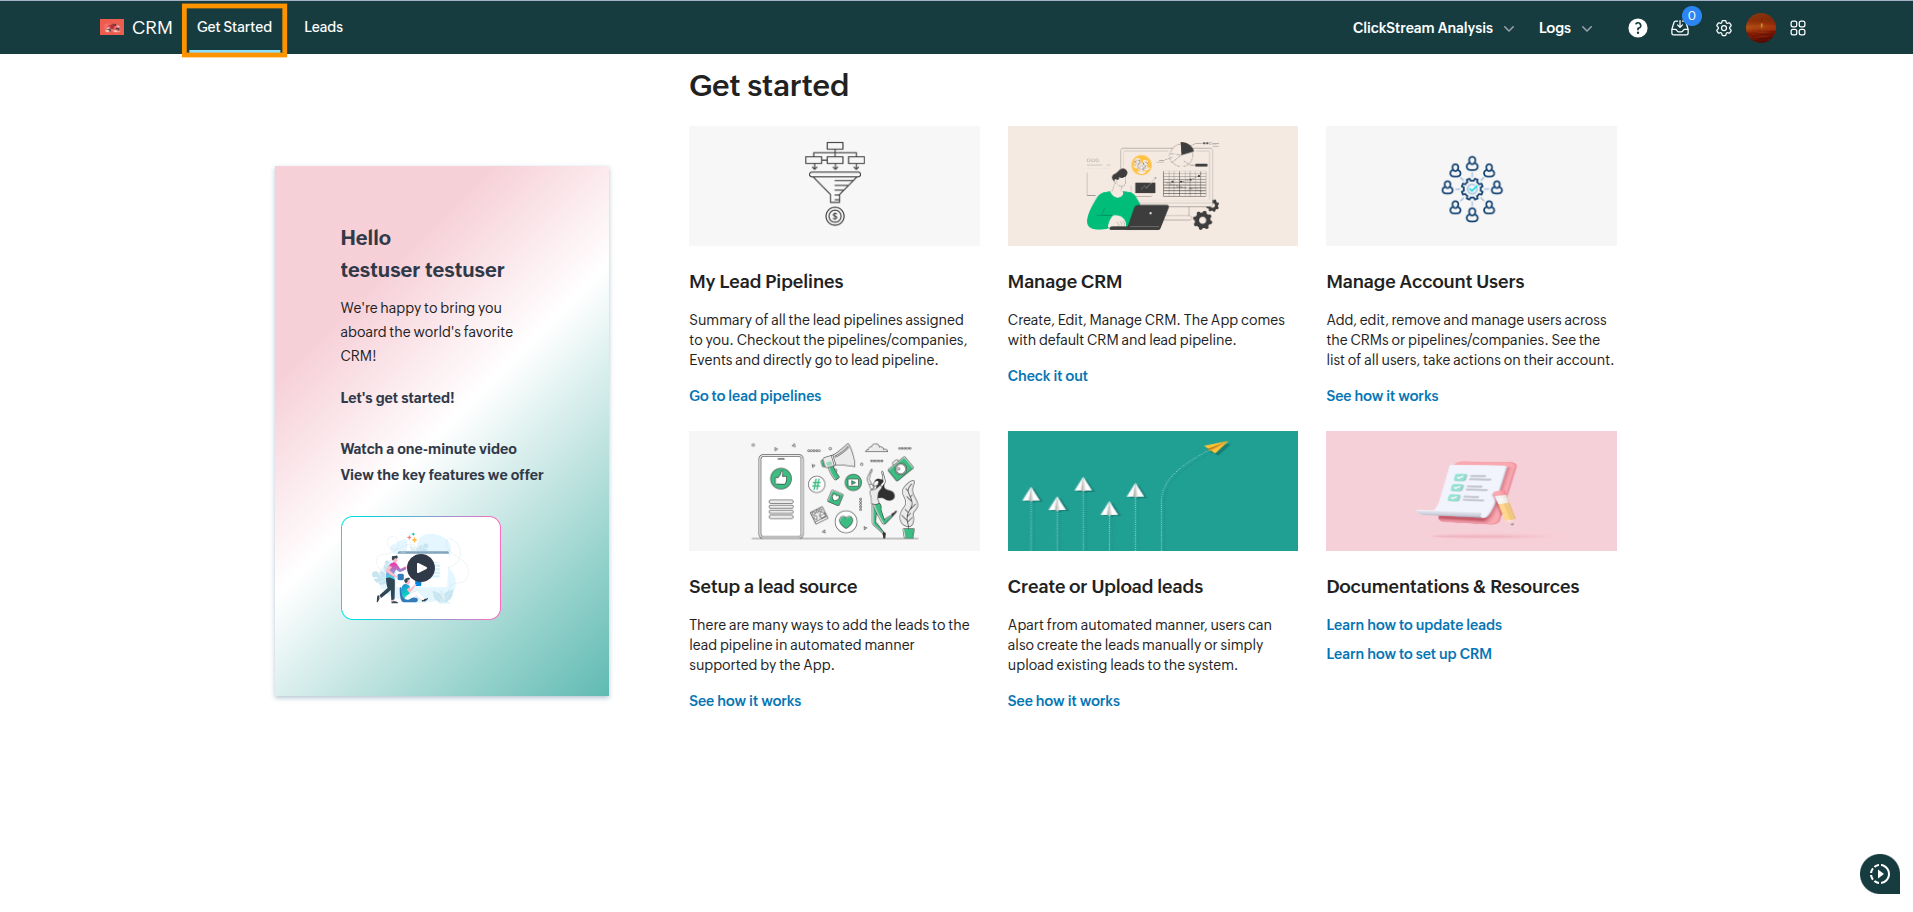 CRM
Get Started
Leads
ClickStream Analysis
Logs
?
0
Get started
Hello
testuser testuser
We're happy to bring you
aboard the world's favorite
CRM!
Let's get started!
Watch a one-minute video
View the key features we offer
$
My Lead Pipelines
Summary of all the lead pipelines assigned
to you. Checkout the pipelines/companies,
Events and directly go to lead pipeline.
Go to lead pipelines
Manage CRM
Create, Edit, Manage CRM. The App comes
with default CRM and lead pipeline.
Check it out
Manage Account Users
Add, edit, remove and manage users across
the CRMs or pipelines/companies. See the
list of all users, take actions on their account.
See how it works
#
Setup a lead source
There are many ways to add the leads to the
lead pipeline in automated manner
supported by the App.
See how it works
Create or Upload leads
Apart from automated manner, users can
also create the leads manually or simply
upload existing leads to the system.
See how it works
Documentations & Resources
Learn how to update leads
Learn how to set up CRM